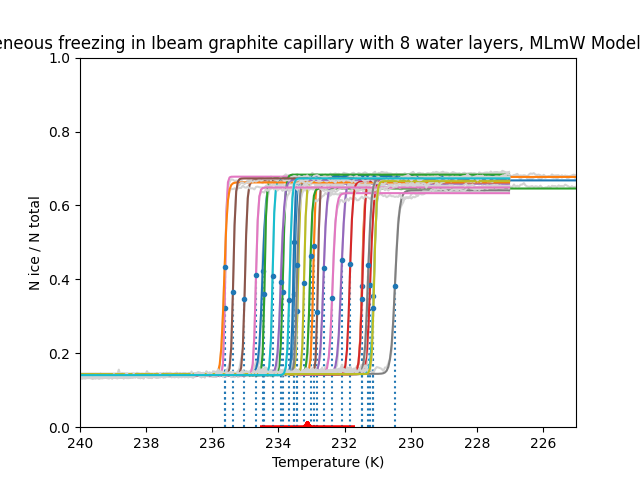 freezing in Ibeam graphite capillary with 8 water layers, MLmW Model
1.0
0.8
0.6
0.4
0.2
0.0
N ice / N total
240 238 236 234 232 230 228 226
Temperature (K)